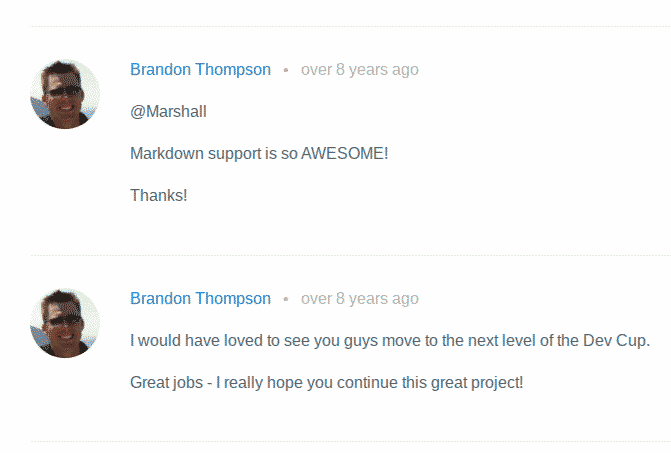 Brandon Thompson • over 8 years ago
@Marshall
Markdown support is so AWESOME!
Thanks!
Brandon Thompson • over 8 years ago
I would have loved to see you guys move to the next level of the Dev Cup.
Great jobs - I really hope you continue this great project!